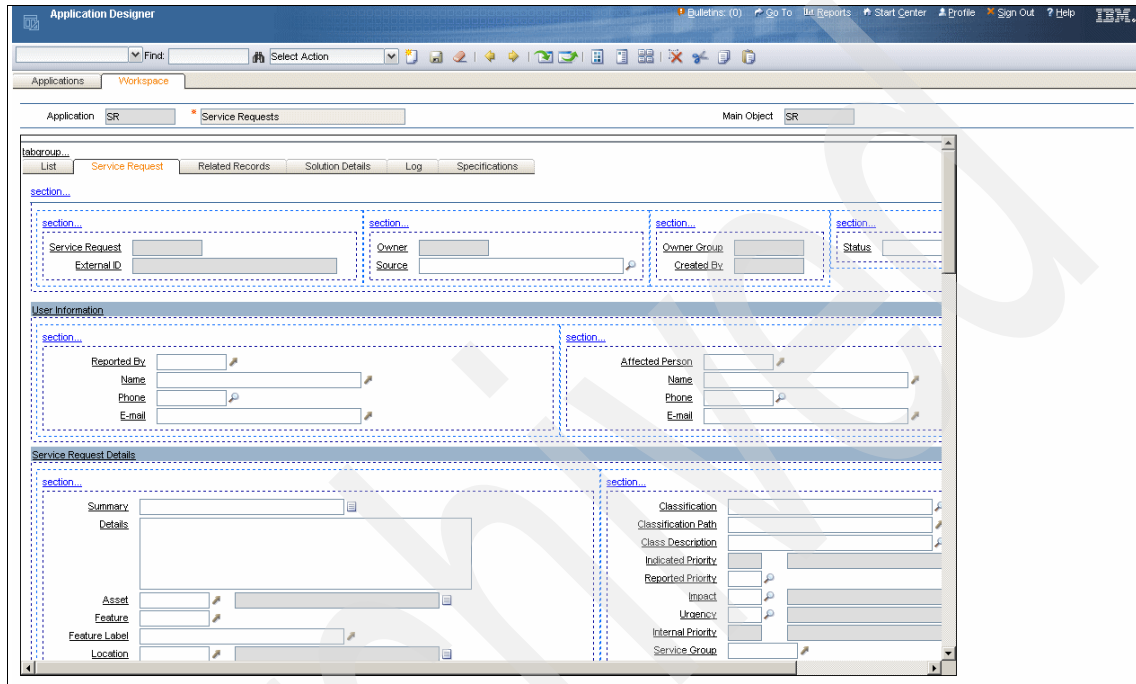 Application Designer
Bulletins: (0) Go To Reports Start Center Profile Sign Out ? Help IBM.
Find: Select Action
Applications Workspace
Application SR * Service Requests Main Object SR
tabgroup...
List Service Request Related Records Solution Details Log Specifications
section...
section... section... section... section...
Service Request Owner Owner Group Status
External ID Source Created By
User Information
section... section...
Reported By Affected Person
Name Name
Phone Phone
E-mail E-mail
Service Request Details
section... section...
Summary Classification
Details Classification Path
Class Description
Indicated Priority
Reported Priority
Asset Impact
Feature Urgency
Feature Label Internal Priority
Location Service Group